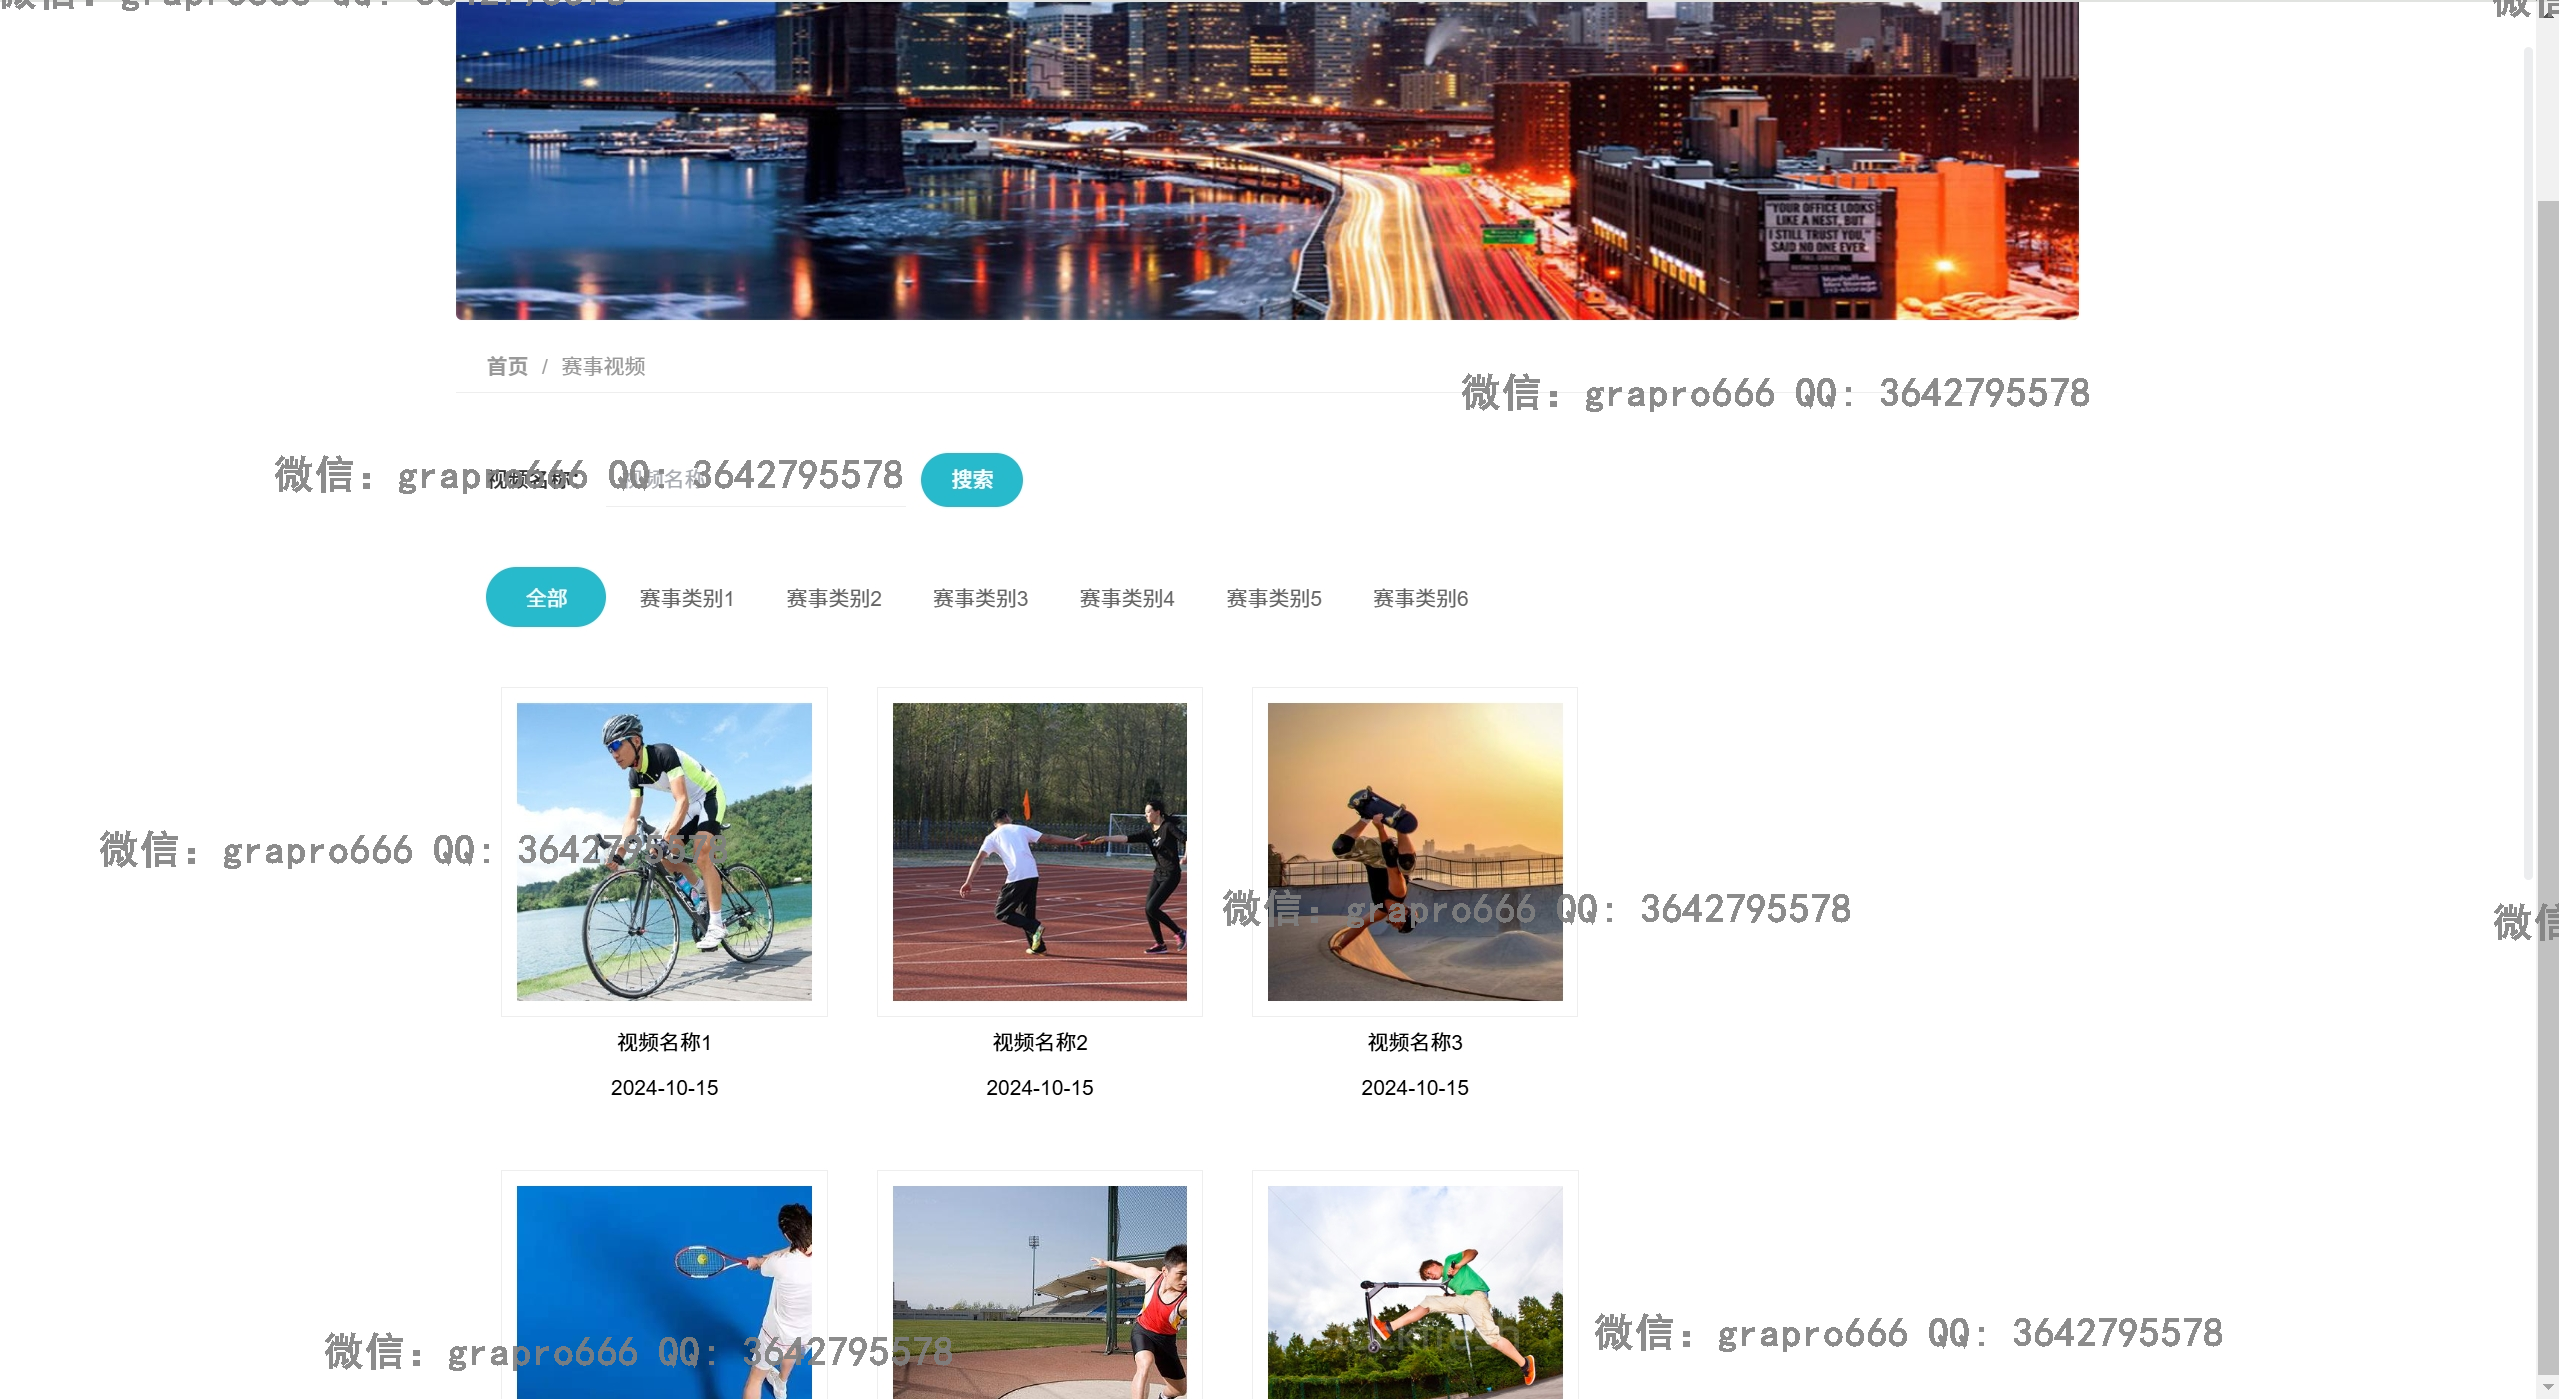 微信: grapro666 QQ: 3642795578
"YOUR OFFICE LOOKS
LIKE A NEST, BUT
I STILL TRUST YOU,"
SAID NO ONE EVER.
首页 / 赛事视频
微信: grapro666 QQ: 3642795578
微信: grapro666 QQ: 3642795578
视频名称: 视频名称 搜索
全部 赛事类别1 赛事类别2 赛事类别3 赛事类别4 赛事类别5 赛事类别6
微信: grapro666 QQ: 3642795578
微信: grapro666 QQ: 3642795578
微信
视频名称1 视频名称2 视频名称3
2024-10-15 2024-10-15 2024-10-15
微信: grapro666 QQ: 3642795578
微信: grapro666 QQ: 3642795578